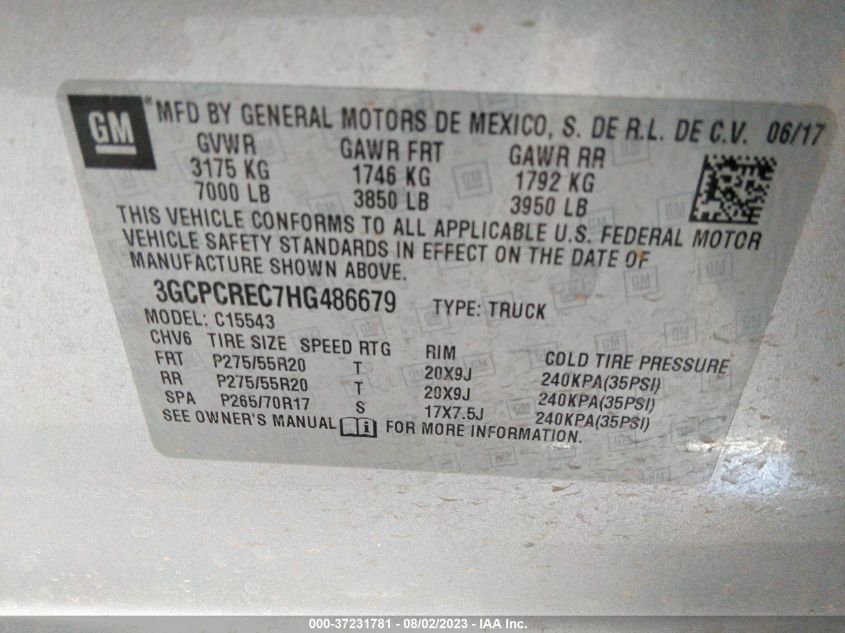 GM® MFD BY GENERAL MOTORS DE MEXICO, S. DE R.L. DE C.V. 06/17
GVWR GAWR FRT GAWR RR
3175 KG 1746 KG 1792 KG
7000 LB 3850 LB 3950 LB
THIS VEHICLE CONFORMS TO ALL APPLICABLE U.S. FEDERAL MOTOR
VEHICLE SAFETY STANDARDS IN EFFECT ON THE DATE OF
MANUFACTURE SHOWN ABOVE.
3GCPCREC7HG486679 TYPE: TRUCK
MODEL: C15543
CHV6 TIRE SIZE SPEED RTG RIM COLD TIRE PRESSURE
FRT P275/55R20 T 20X9J 240KPA(35PSI)
RR P275/55R20 T 20X9J 240KPA(35PSI)
SPA P265/70R17 S 17X7.5J 240KPA(35PSI)
SEE OWNER'S MANUAL i FOR MORE INFORMATION.
000-37231781 - 08/02/2023 - IAA Inc.